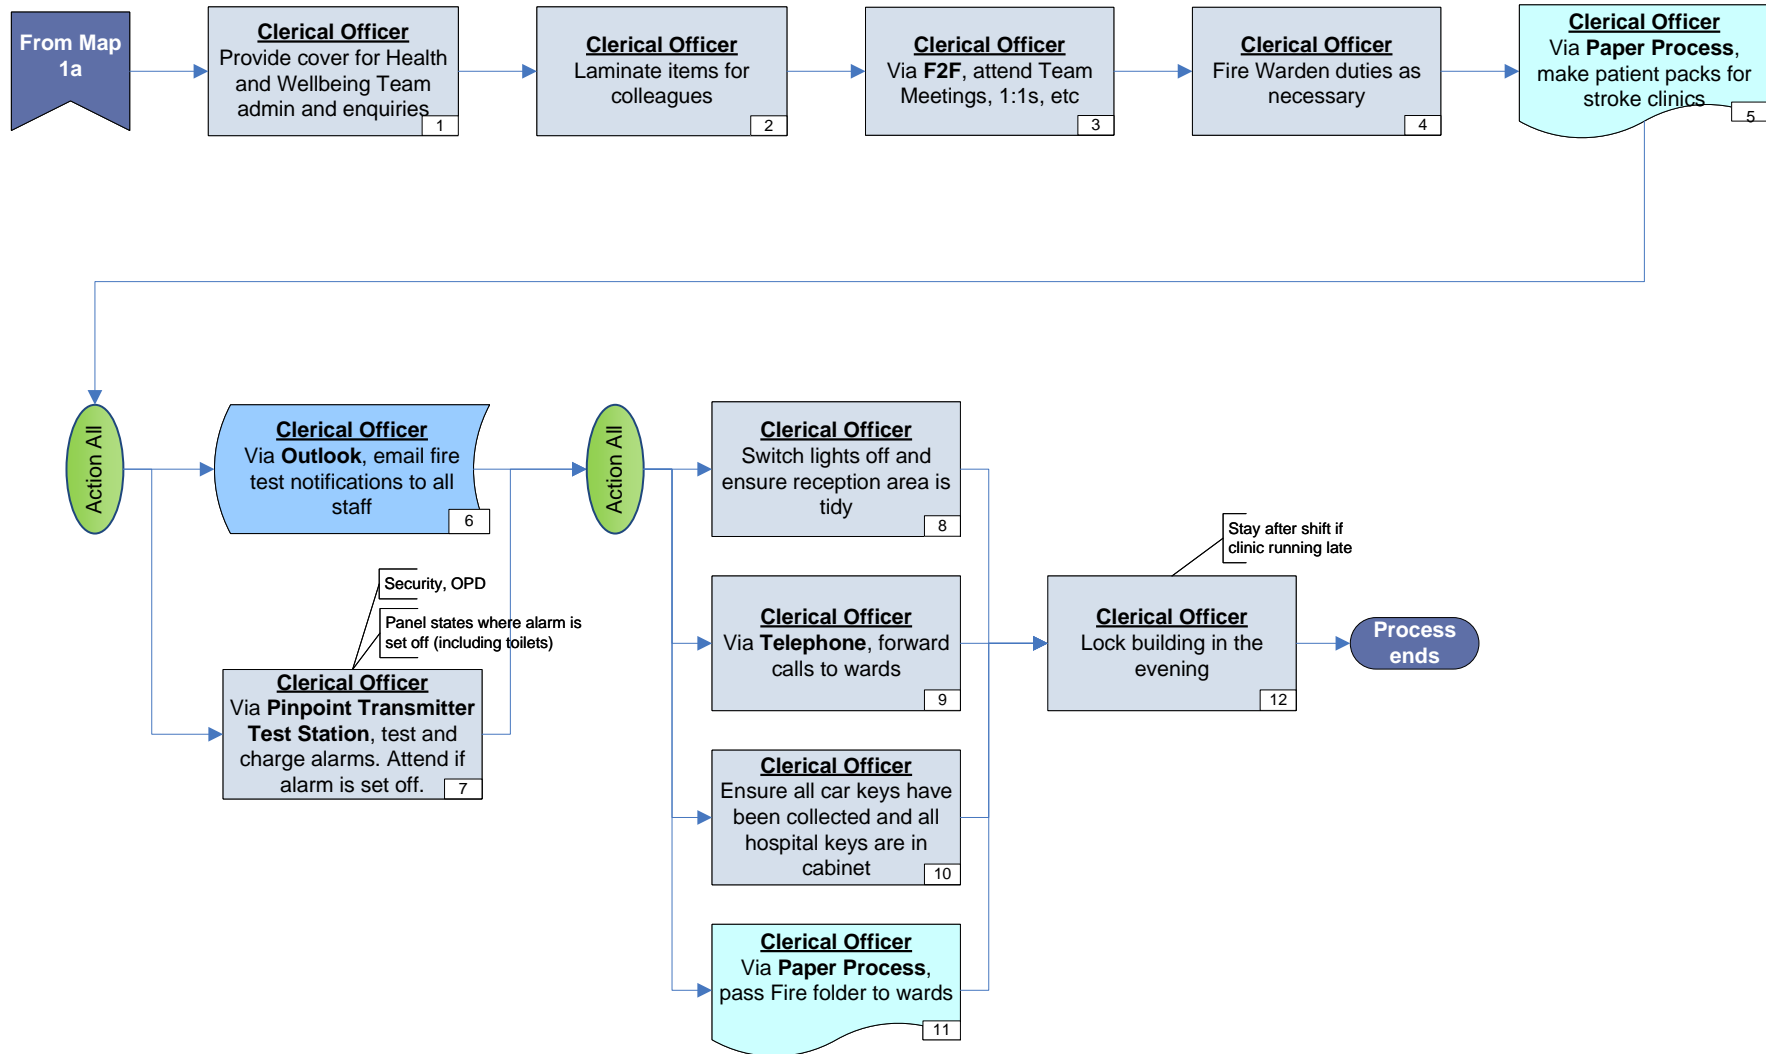 From Map
1a
Clerical Officer
Provide cover for Health
and Wellbeing Team
admin and enquiries
1
Clerical Officer
Laminate items for
colleagues
2
Clerical Officer
Via F2F, attend Team
Meetings, 1:1s, etc
3
Clerical Officer
Fire Warden duties as
necessary
4
Clerical Officer
Via Paper Process,
make patient packs for
stroke clinics
5
Action All
Clerical Officer
Via Outlook, email fire
test notifications to all
staff
6
Security, OPD
Panel states where alarm is
set off (including toilets)
Clerical Officer
Via Pinpoint Transmitter
Test Station, test and
charge alarms. Attend if
alarm is set off.
7
Action All
Clerical Officer
Switch lights off and
ensure reception area is
tidy
8
Clerical Officer
Via Telephone, forward
calls to wards
9
Clerical Officer
Ensure all car keys have
been collected and all
hospital keys are in
cabinet
10
Clerical Officer
Via Paper Process,
pass Fire folder to wards
11
Stay after shift if
clinic running late
Clerical Officer
Lock building in the
evening
12
Process
ends